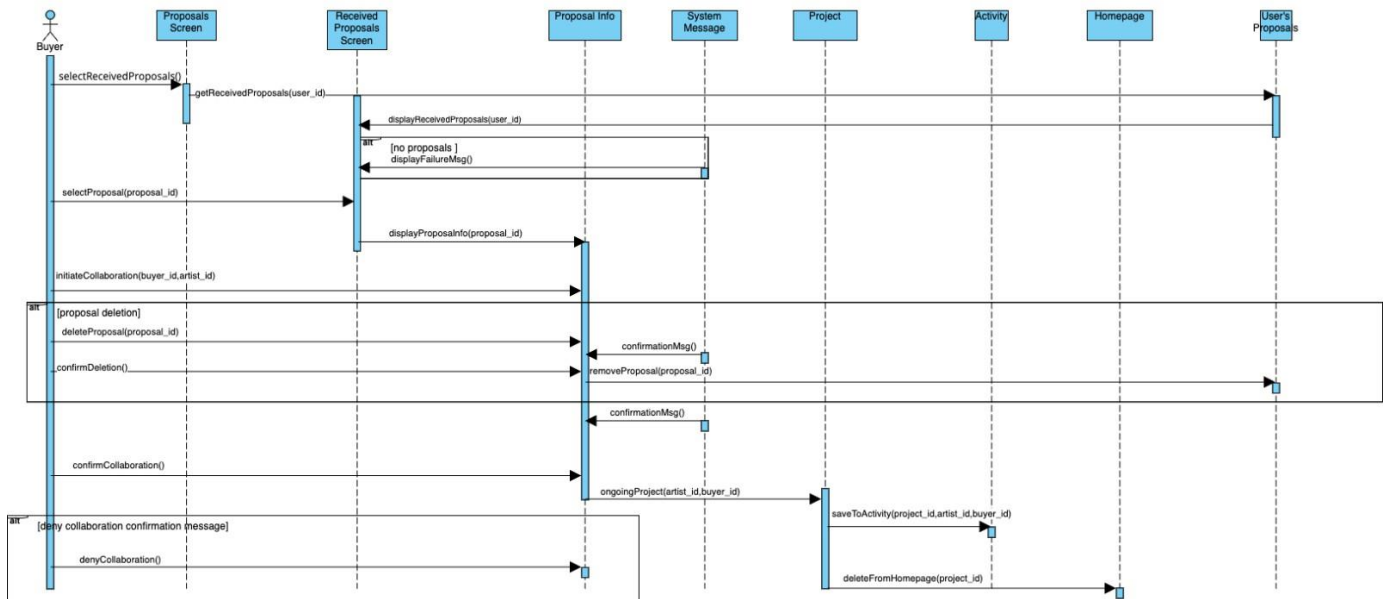 Buyer
Proposals
Screen
Received
Proposals
Screen
Proposal Info
System
Message
Project
Activity
Homepage
User's
Proposals
selectReceivedProposals()
getReceivedProposals(user_id)
displayReceivedProposals(user_id)
alt
[no proposals ]
displayFailureMsg()
selectProposal(proposal_id)
displayProposalnfo(proposal_id)
initiateCollaboration(buyer_id,artist_id)
alt
[proposal deletion]
deleteProposal(proposal_id)
confirmationMsg()
confirmDeletion()
removeProposal(proposal_id)
confirmationMsg()
confirmCollaboration()
ongoingProject(artist_id,buyer_id)
alt
[deny collaboration confirmation message]
saveToActivity(project_id,artist_id,buyer_id)
denyCollaboration()
deleteFromHomepage(project_id)